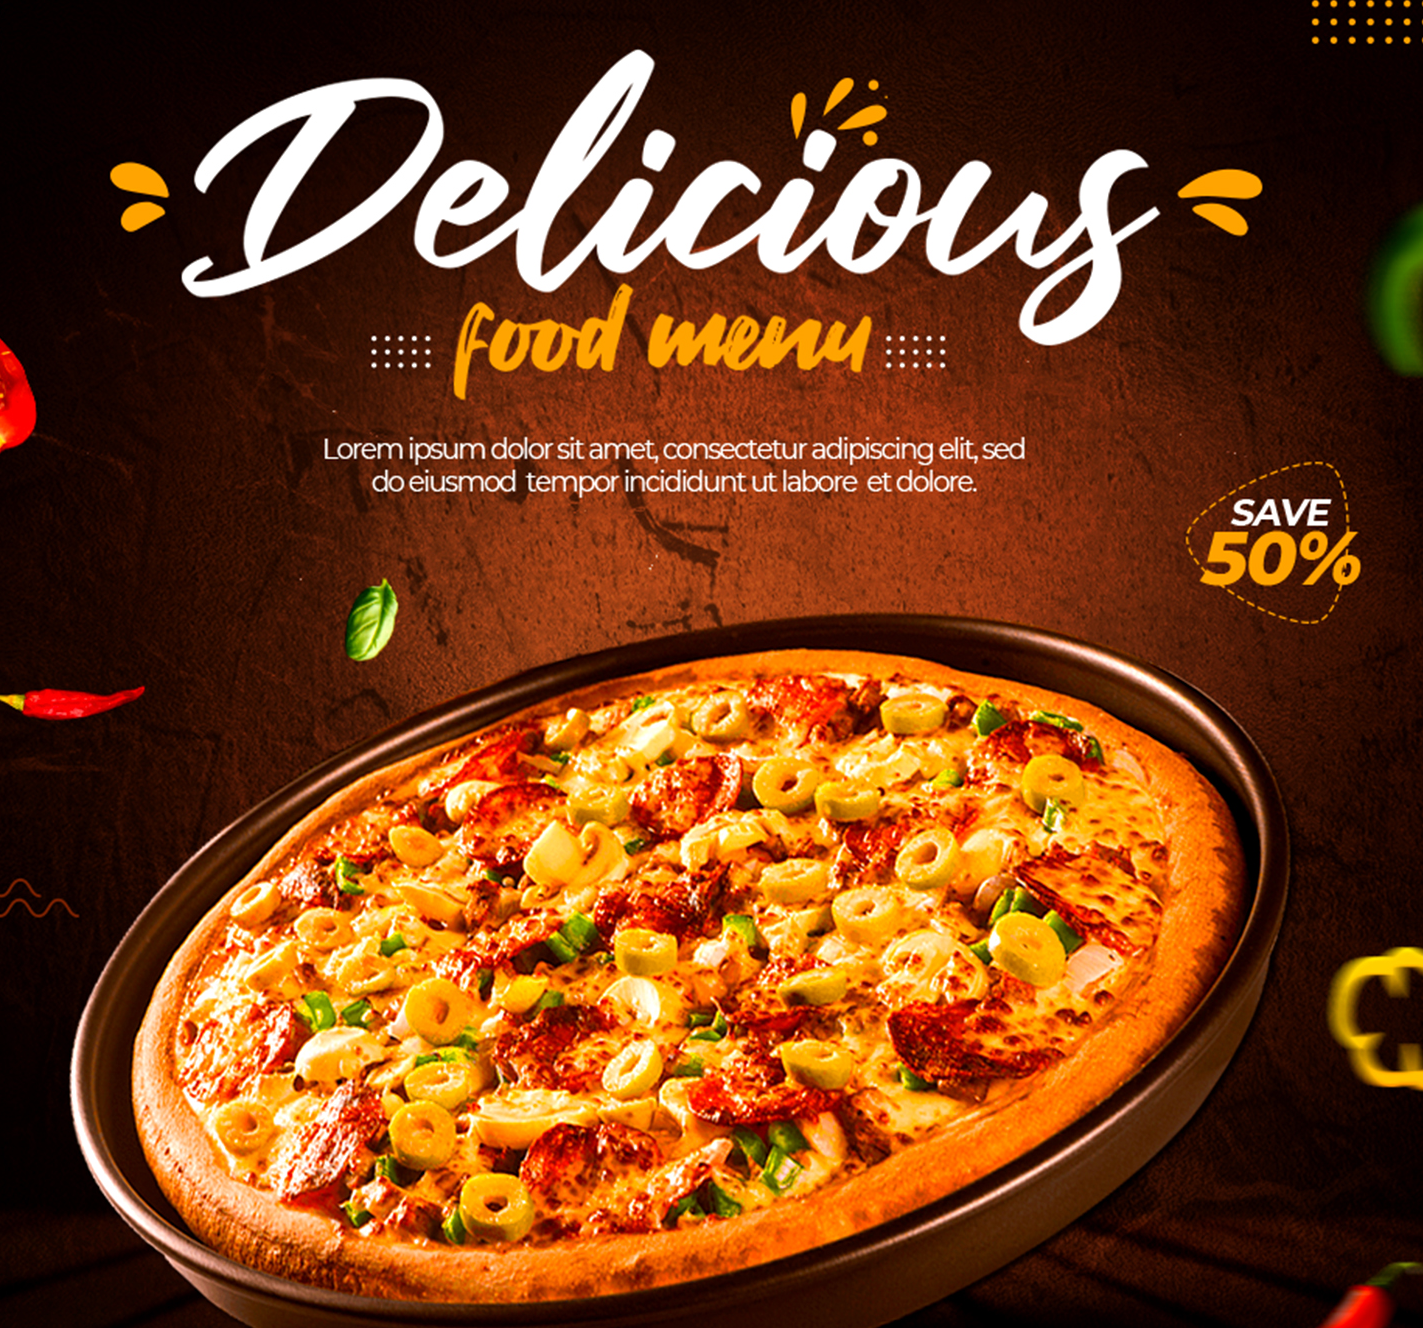 Delicious
food menu
Lorem ipsum dolor sit amet, consectetur adipiscing elit, sed
do eiusmod tempor incididunt ut labore et dolore.
SAVE
50%